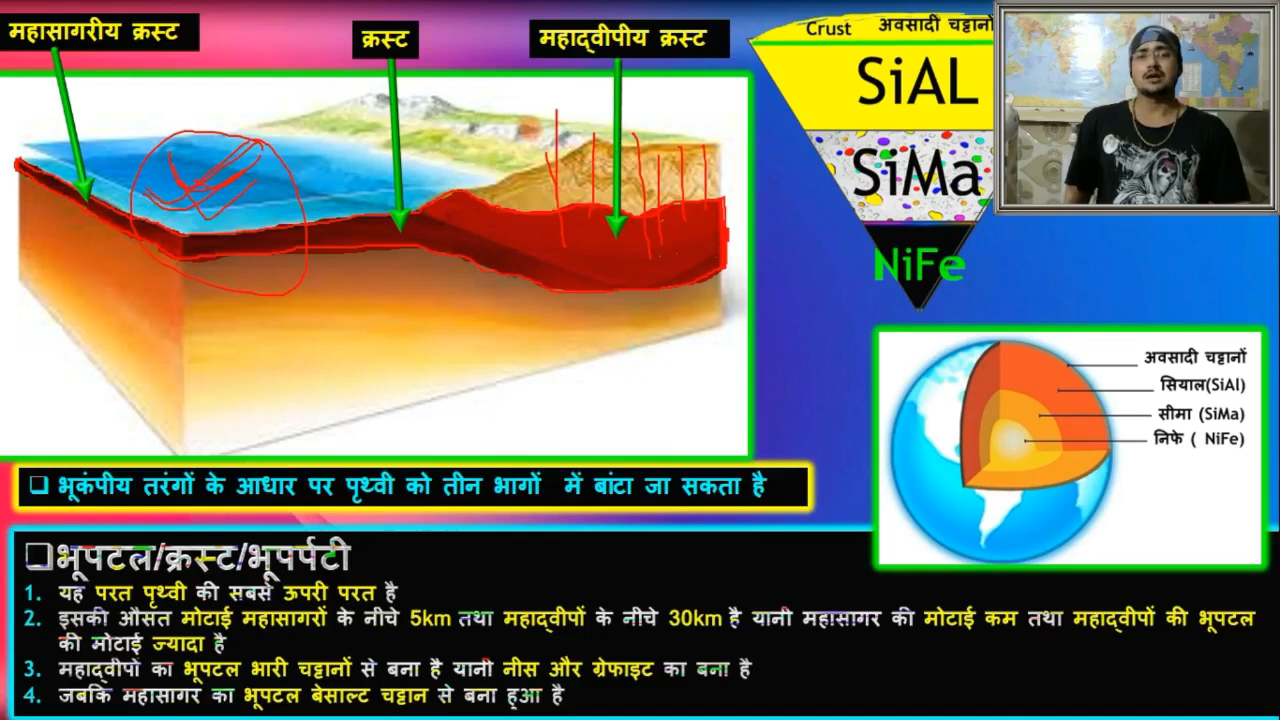 महासागरीय क्रस्ट
क्रस्ट
महाद्वीपीय क्रस्ट
Crust अवसादी चट्टानों
SiAL
SiMa
NiFe
अवसादी चट्टानों
सियाल(SiAl)
सीमा (SiMa)
निफे ( NiFe)
❑ भूकंपीय तरंगों के आधार पर पृथ्वी को तीन भागों में बांटा जा सकता है
❑भूपटल/क्रस्ट/भूपर्पटी
1. यह परत पृथ्वी की सबसे ऊपरी परत है
2. इसकी औसत मोटाई महासागरों के नीचे 5km तथा महाद्वीपों के नीचे 30km है यानी महासागर की मोटाई कम तथा महाद्वीपों की भूपटल
की मोटाई ज्यादा है
3. महाद्वीपों का भूपटल भारी चट्टानों से बना है यानी नीस और ग्रेफाइट का बना है
4. जबकि महासागर का भूपटल बेसाल्ट चट्टान से बना हुआ है